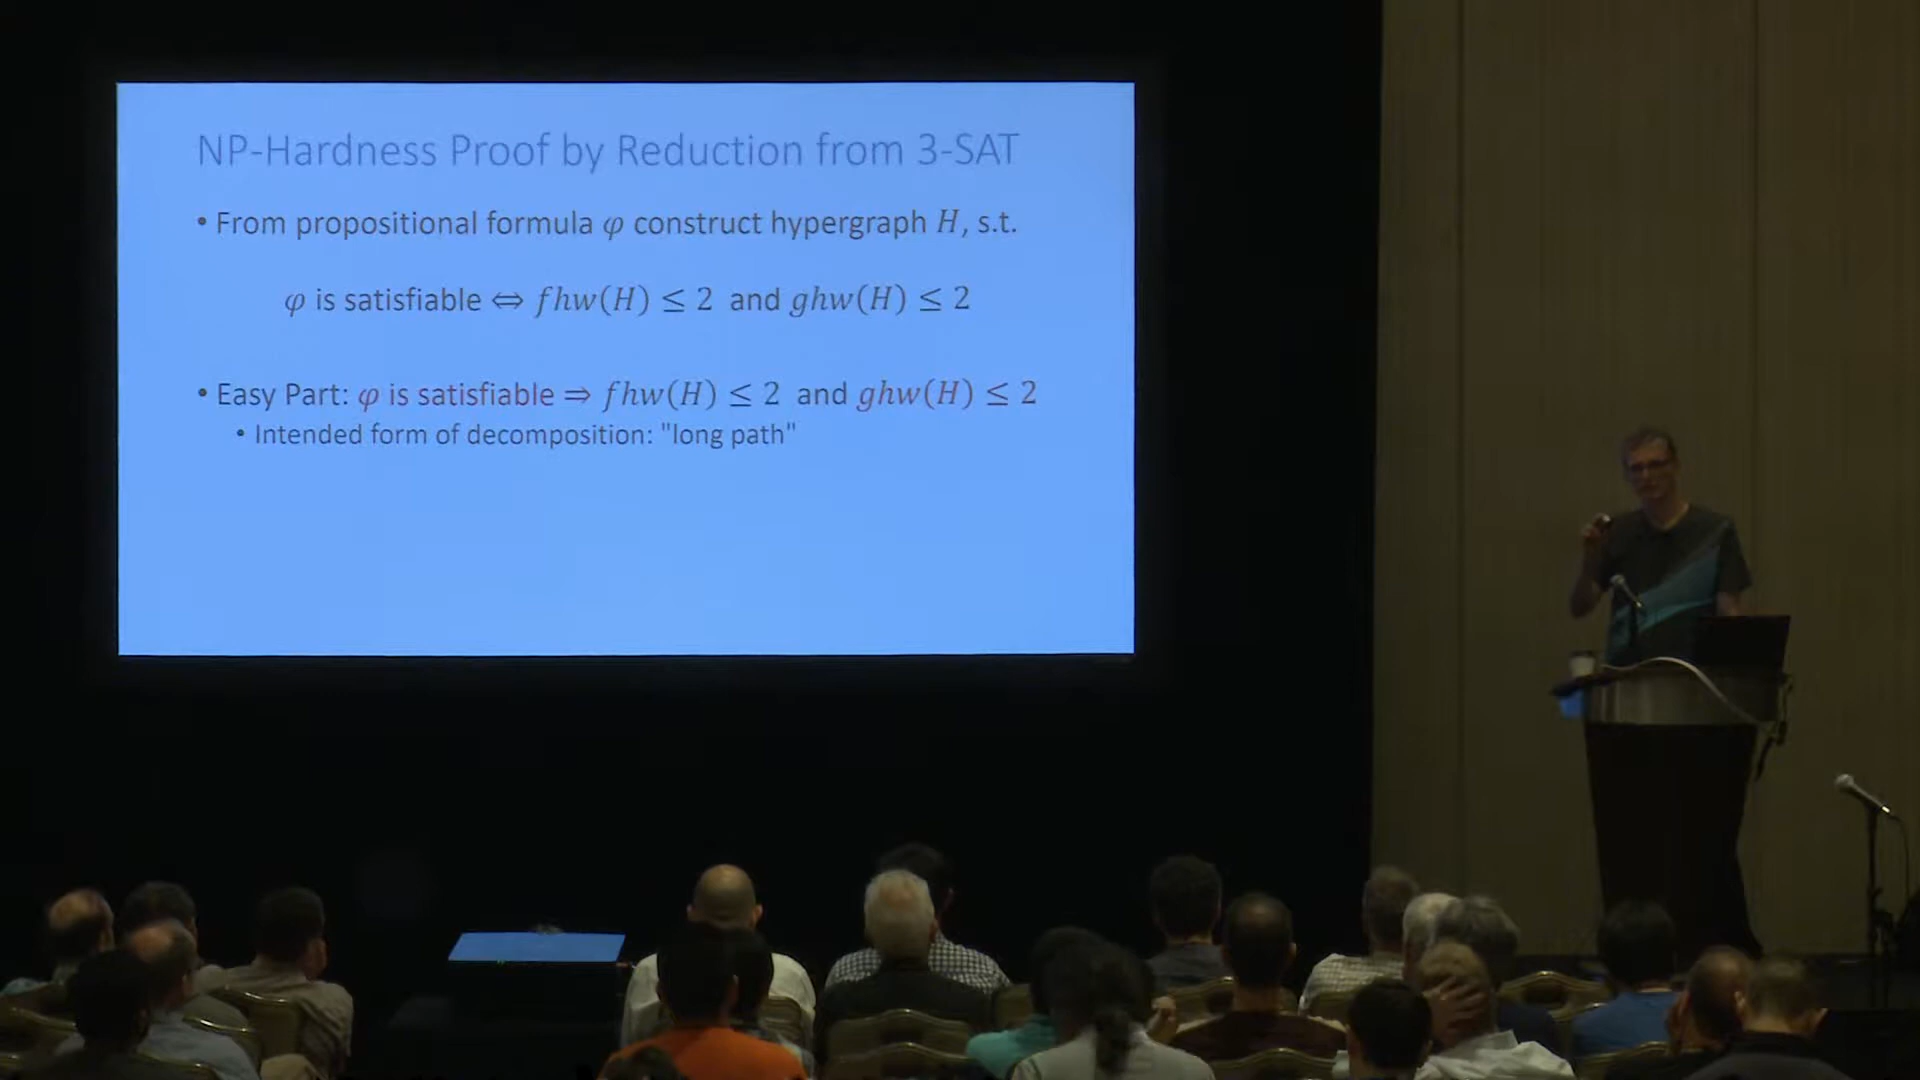 NP-Hardness Proof by Reduction from 3-SAT
• From propositional formula φ construct hypergraph H, s.t.
φ is satisfiable ⇔ fhw(H) ≤ 2 and ghw(H) ≤ 2
• Easy Part: φ is satisfiable ⇒ fhw(H) ≤ 2 and ghw(H) ≤ 2
• Intended form of decomposition: "long path"